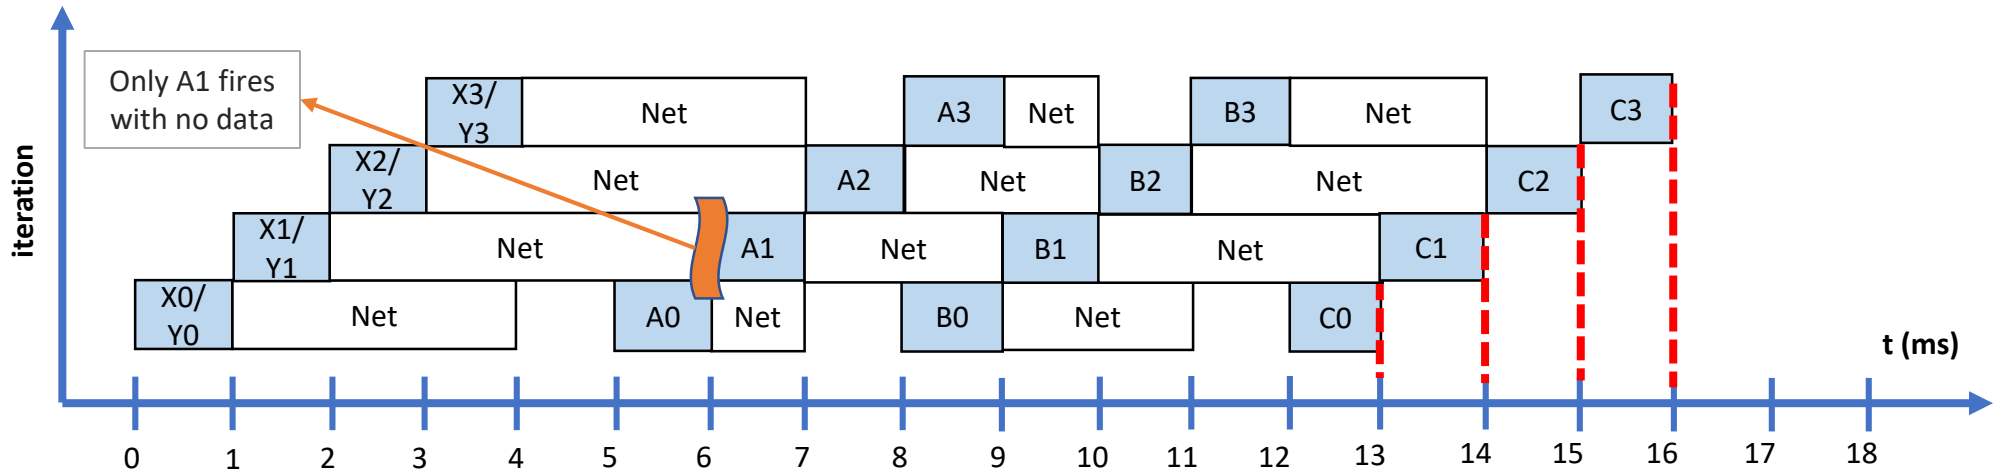 iteration
Only A1 fires
with no data
X3/
Y3
Net
A3
Net
B3
Net
C3
X2/
Y2
Net
A2
Net
B2
Net
C2
X1/
Y1
Net
A1
Net
B1
Net
C1
X0/
Y0
Net
A0
Net
B0
Net
C0
t (ms)
0 1 2 3 4 5 6 7 8 9 10 11 12 13 14 15 16 17 18